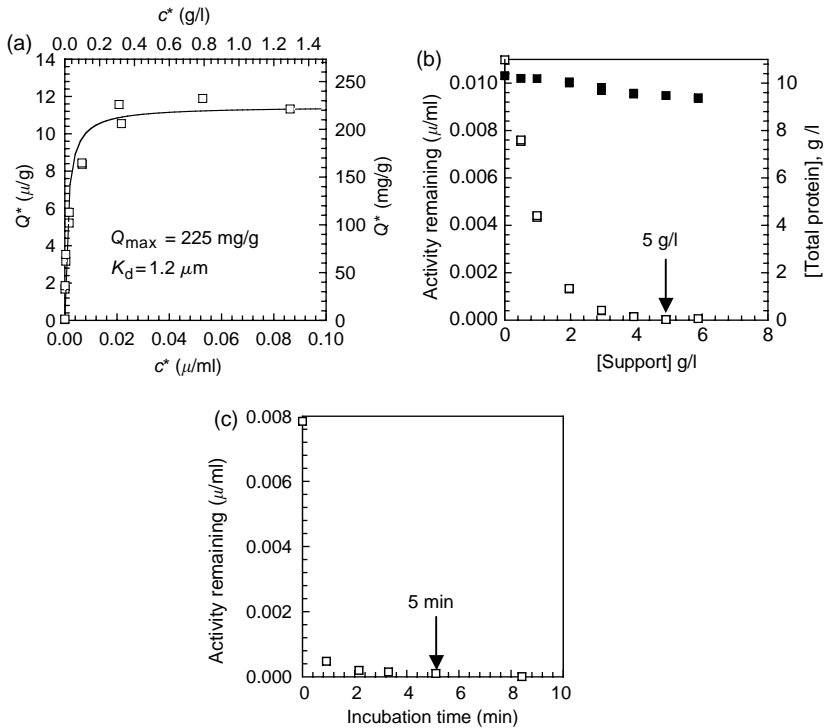 c* (g/l)
0.0 0.2 0.4 0.6 0.8 1.0 1.2 1.4
(a)
14
12
10
8
6
4
2
0
Q* (μ/g)
250
200
150
100
50
0
Q* (mg/g)
Qmax = 225 mg/g
Kd = 1.2 μm
0.00 0.02 0.04 0.06 0.08 0.10
c* (μ/ml)
(b)
0.010
0.008
0.006
0.004
0.002
0.000
Activity remaining (μ/ml)
10
8
6
4
2
0
[Total protein], g /l
5 g/l
0 2 4 6 8
[Support] g/l
(c)
0.008
0.006
0.004
0.002
0.000
Activity remaining (μ/ml)
5 min
0 2 4 6 8 10
Incubation time (min)